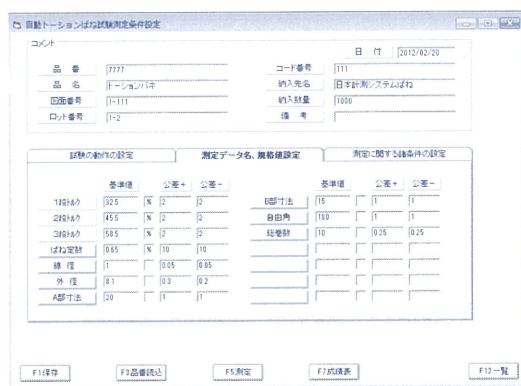 自動トーションばね試験測定条件設定
コメント
日 付 2012/02/20
品 番 7777 コード番号 111
品 名 トーションバネ 納入先名 日本計測システムばね
図面番号 1-111 納入数量 1000
ロット番号 1-2 備 考
試験の動作の設定 測定データ名、規格値設定 測定に関する諸条件の設定
基準値 公差+ 公差- 基準値 公差+ 公差-
1段トルク 32.5 % 2 2 B部寸法 15 1 1
2段トルク 45.5 % 2 2 自由角 180 1 1
3段トルク 58.5 % 2 2 総巻数 10 0.25 0.25
ばね定数 0.65 % 10 10
線 径 1 0.05 0.05
外 径 8.1 0.3 0.2
A部寸法 20 1 1
F1保存 F3品番読込 F5測定 F7成績表 F12一覧